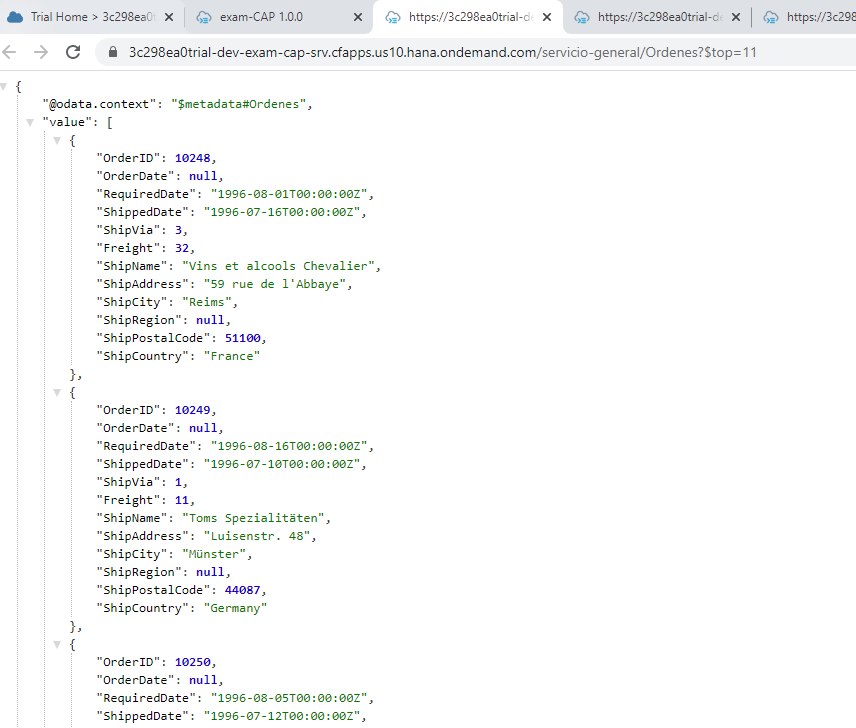 Trial Home > 3c298ea0t
exam-CAP 1.0.0
https://3c298ea0trial-de
https://3c298ea0trial-de
https://3c298
3c298ea0trial-dev-exam-cap-srv.cfapps.us10.hana.ondemand.com/servicio-general/Ordenes?$top=11
{
"@odata.context": "$metadata#Ordenes",
"value": [
{
"OrderID": 10248,
"OrderDate": null,
"RequiredDate": "1996-08-01T00:00:00Z",
"ShippedDate": "1996-07-16T00:00:00Z",
"ShipVia": 3,
"Freight": 32,
"ShipName": "Vins et alcools Chevalier",
"ShipAddress": "59 rue de l'Abbaye",
"ShipCity": "Reims",
"ShipRegion": null,
"ShipPostalCode": 51100,
"ShipCountry": "France"
},
{
"OrderID": 10249,
"OrderDate": null,
"RequiredDate": "1996-08-16T00:00:00Z",
"ShippedDate": "1996-07-10T00:00:00Z",
"ShipVia": 1,
"Freight": 11,
"ShipName": "Toms Spezialitäten",
"ShipAddress": "Luisenstr. 48",
"ShipCity": "Münster",
"ShipRegion": null,
"ShipPostalCode": 44087,
"ShipCountry": "Germany"
},
{
"OrderID": 10250,
"OrderDate": null,
"RequiredDate": "1996-08-05T00:00:00Z",
"ShippedDate": "1996-07-12T00:00:00Z",